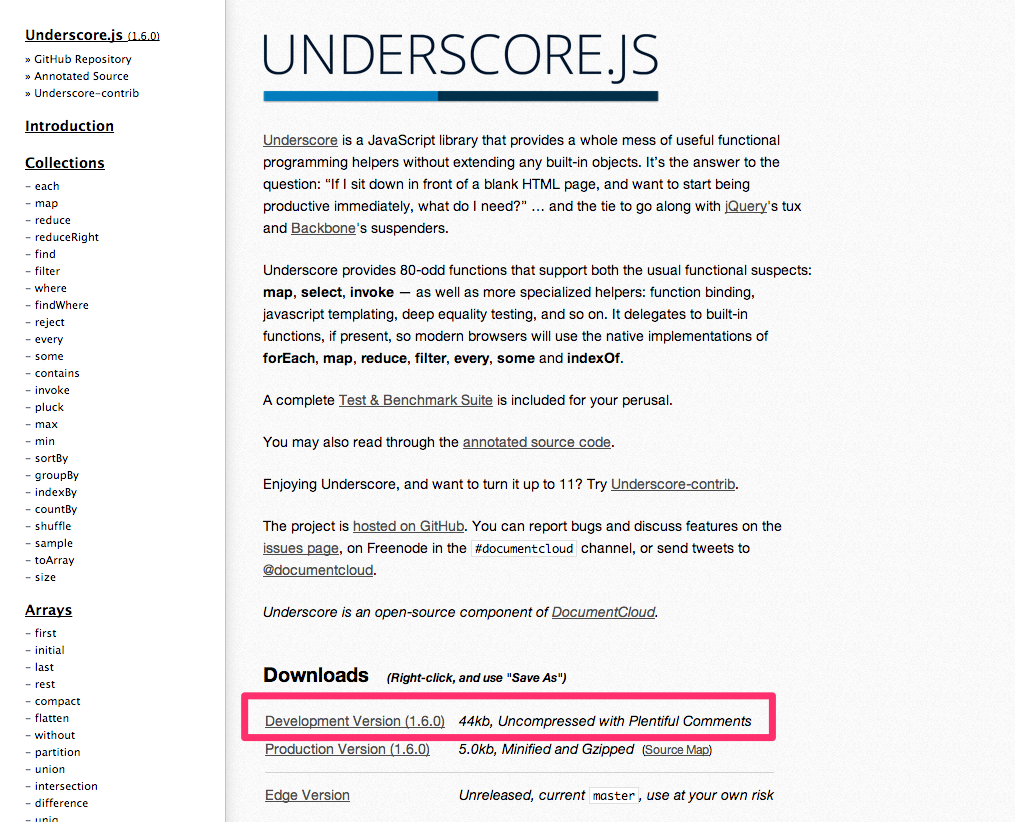 Underscore.js (1.6.0)
» GitHub Repository
» Annotated Source
» Underscore-contrib
Introduction
Collections
- each
- map
- reduce
- reduceRight
- find
- filter
- where
- findWhere
- reject
- every
- some
- contains
- invoke
- pluck
- max
- min
- sortBy
- groupBy
- indexBy
- countBy
- shuffle
- sample
- toArray
- size
Arrays
- first
- initial
- last
- rest
- compact
- flatten
- without
- partition
- union
- intersection
- difference
- uniq
UNDERSCORE.JS
Underscore is a JavaScript library that provides a whole mess of useful functional
programming helpers without extending any built-in objects. It's the answer to the
question: “If I sit down in front of a blank HTML page, and want to start being
productive immediately, what do I need?” … and the tie to go along with jQuery's tux
and Backbone's suspenders.
Underscore provides 80-odd functions that support both the usual functional suspects:
map, select, invoke — as well as more specialized helpers: function binding,
javascript templating, deep equality testing, and so on. It delegates to built-in
functions, if present, so modern browsers will use the native implementations of
forEach, map, reduce, filter, every, some and indexOf.
A complete Test & Benchmark Suite is included for your perusal.
You may also read through the annotated source code.
Enjoying Underscore, and want to turn it up to 11? Try Underscore-contrib.
The project is hosted on GitHub. You can report bugs and discuss features on the
issues page, on Freenode in the #documentcloud channel, or send tweets to
@documentcloud.
Underscore is an open-source component of DocumentCloud.
Downloads (Right-click, and use "Save As")
Development Version (1.6.0) 44kb, Uncompressed with Plentiful Comments
Production Version (1.6.0) 5.0kb, Minified and Gzipped (Source Map)
Edge Version Unreleased, current master, use at your own risk